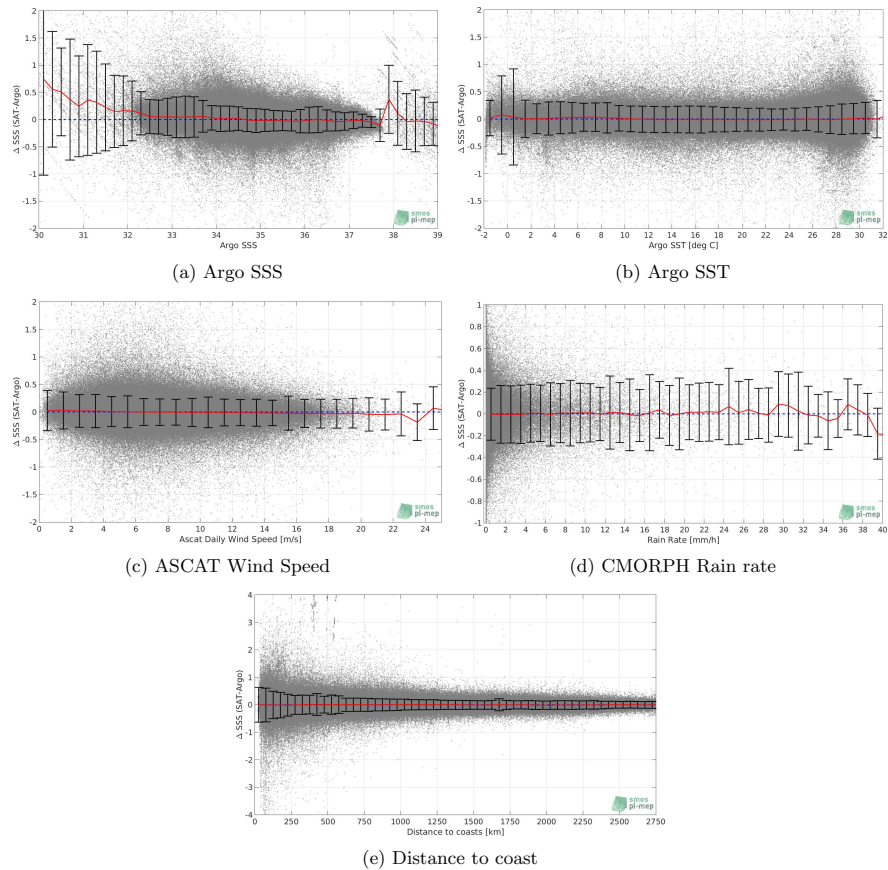 2
1.5
1
0.5
0
-0.5
-1
-1.5
-2
Δ SSS (SAT-Argo)
30 31 32 33 34 35 36 37 38 39
Argo SSS
smos
pi-mep
(a) Argo SSS
2
1.5
1
0.5
0
-0.5
-1
-1.5
-2
Δ SSS (SAT-Argo)
-2 0 2 4 6 8 10 12 14 16 18 20 22 24 26 28 30 32
Argo SST [deg C]
smos
pi-mep
(b) Argo SST
2
1.5
1
0.5
0
-0.5
-1
-1.5
-2
Δ SSS (SAT-Argo)
0 2 4 6 8 10 12 14 16 18 20 22 24
Ascat Daily Wind Speed [m/s]
smos
pi-mep
(c) ASCAT Wind Speed
1
0.8
0.6
0.4
0.2
0
-0.2
-0.4
-0.6
-0.8
-1
Δ SSS (SAT-Argo)
0 2 4 6 8 10 12 14 16 18 20 22 24 26 28 30 32 34 36 38 40
Rain Rate [mm/h]
smos
pi-mep
(d) CMORPH Rain rate
4
3
2
1
0
-1
-2
-3
-4
Δ SSS (SAT-Argo)
0 250 500 750 1000 1250 1500 1750 2000 2250 2500 2750
Distance to coasts [km]
smos
pi-mep
(e) Distance to coast